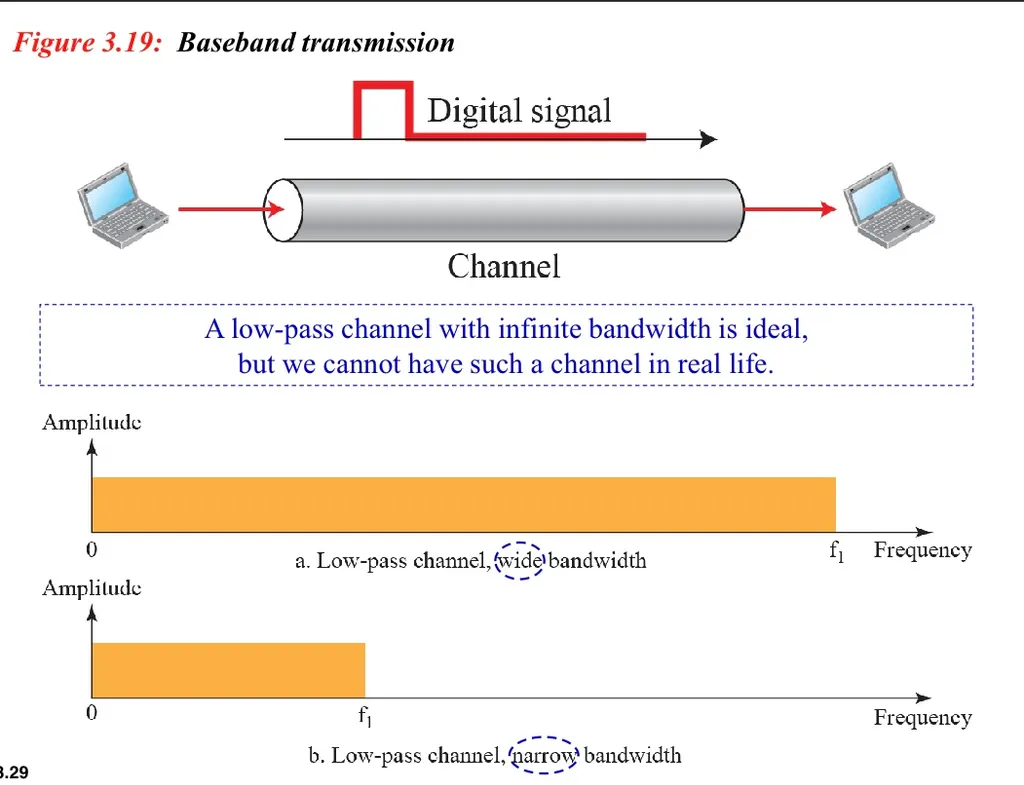 Figure 3.19: Baseband transmission
Digital signal
Channel
A low-pass channel with infinite bandwidth is ideal,
but we cannot have such a channel in real life.
Amplitude
0
f1
Frequency
a. Low-pass channel, wide bandwidth
Amplitude
0
f1
Frequency
b. Low-pass channel, narrow bandwidth
3.29